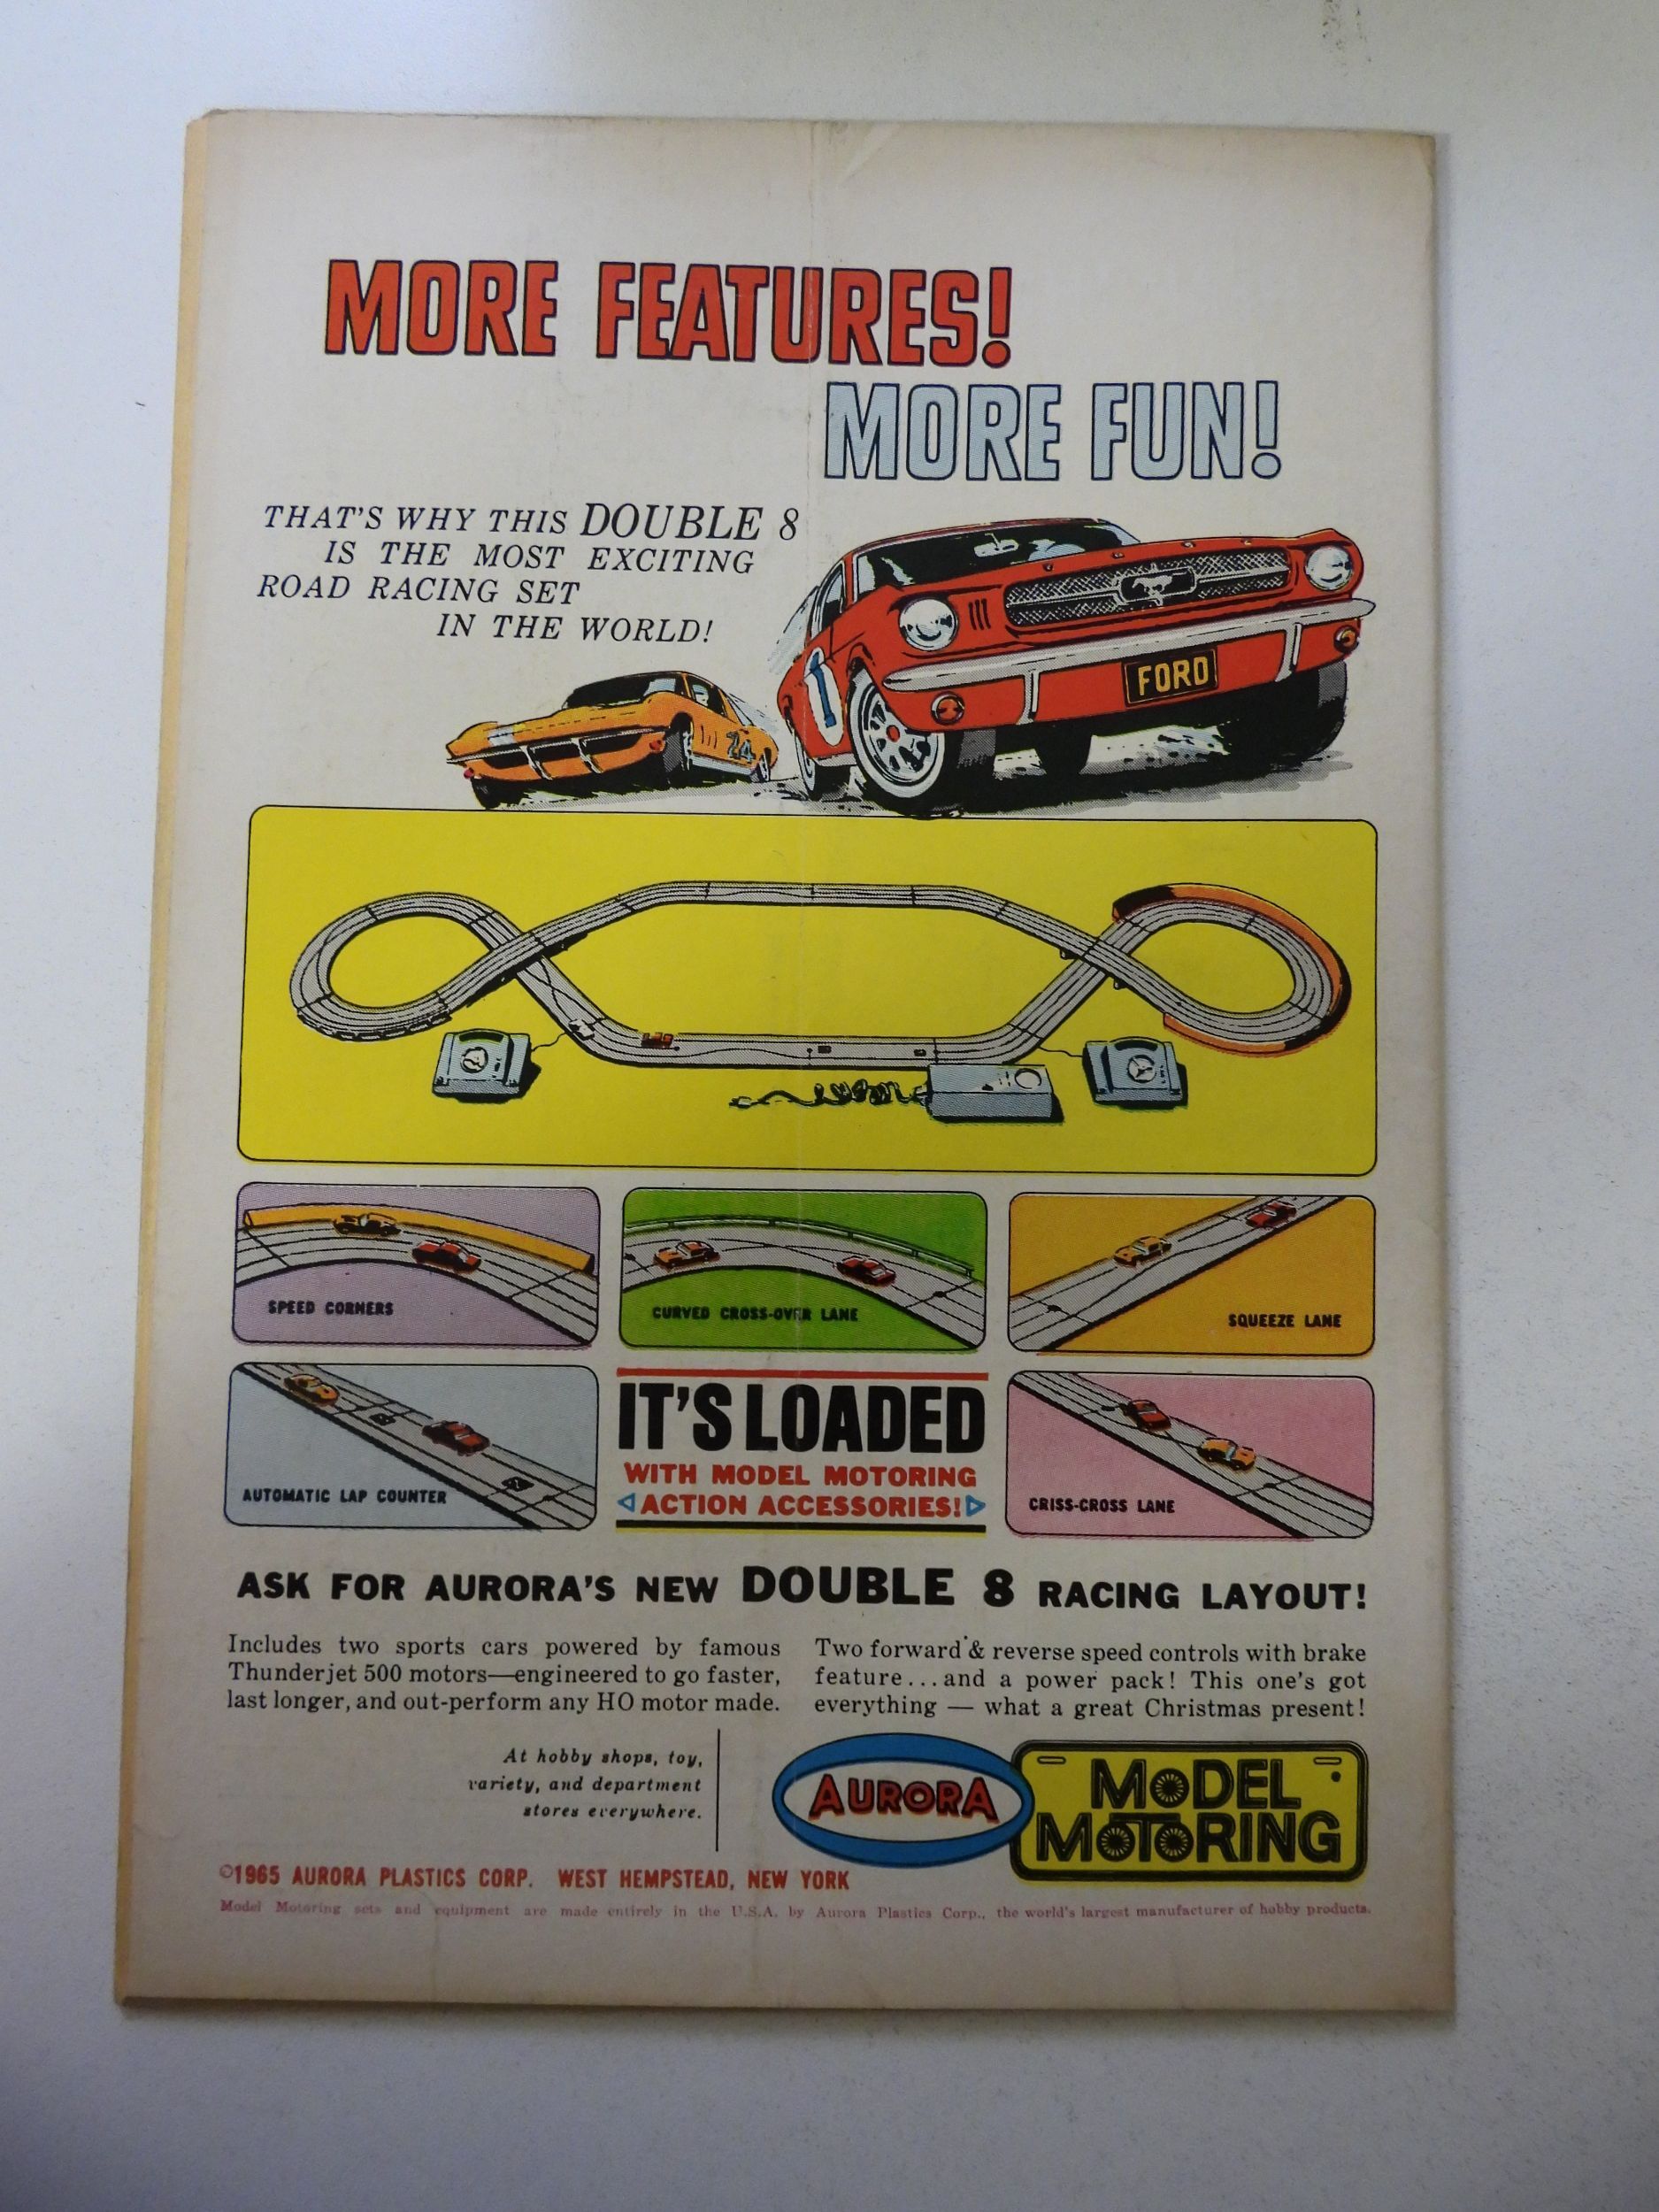 MORE FEATURES!
MORE FUN!
THAT'S WHY THIS DOUBLE 8
IS THE MOST EXCITING
ROAD RACING SET
IN THE WORLD!
FORD
1
24
SPEED CORNERS
CURVED CROSS-OVER LANE
SQUEEZE LANE
AUTOMATIC LAP COUNTER
IT'S LOADED
WITH MODEL MOTORING
ACTION ACCESSORIES!
CRISS-CROSS LANE
ASK FOR AURORA'S NEW DOUBLE 8 RACING LAYOUT!
Includes two sports cars powered by famous
Thunderjet 500 motors—engineered to go faster,
last longer, and out-perform any HO motor made.
Two forward & reverse speed controls with brake
feature...and a power pack! This one's got
everything — what a great Christmas present!
At hobby shops, toy,
variety, and department
stores everywhere.
AURORA
MODEL
MOTORING
©1965 AURORA PLASTICS CORP. WEST HEMPSTEAD, NEW YORK
Model Motoring sets and equipment are made entirely in the U.S.A. by Aurora Plastics Corp., the world's largest manufacturer of hobby products.